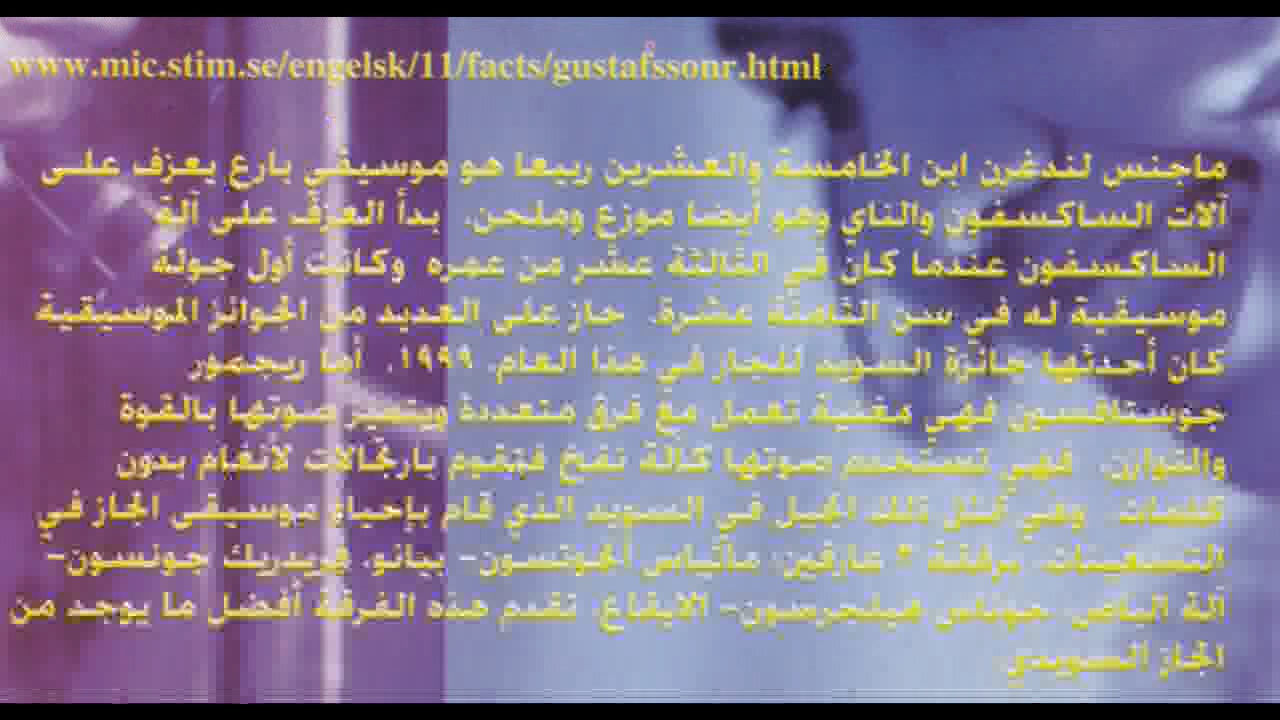 www.mic.stim.se/engelsk/11/facts/gustafssonr.html
ماجنس لندغرن ابن الخامسة والعشرين ربيعا هو موسيقي بارع يعزف على
آلات الساكسفون والناي وهو أيضا موزع وملحن. بدأ العزف على آلة
الساكسفون عندما كان في الثالثة عشر من عمره وكانت أول جولة
موسيقية له في سن الثامنة عشرة. حاز على العديد من الجوائز الموسيقية
كان أحدثها جائزة السويد للجاز في هذا العام، ١٩٩٩. أما ريجمور
جوستافسون فهي مغنية تعمل مع فرق متعددة ويتميز صوتها بالقوة
والتوازن. فهي تستخدم صوتها كآلة نفخ فتقوم بارتجالات لأنغام بدون
كلمات. وهي تمثل ذلك الجيل في السويد الذي قام بإحياء موسيقى الجاز في
التسعينات. برفقة ٣ عازفين: ماتياس ألجوتسون- بيانو، فريدريك جونسون-
آلة الباص، جوناس هولجرسون- الايقاع، تقدم هذه الفرقة أفضل ما يوجد من
الجاز السويدي.